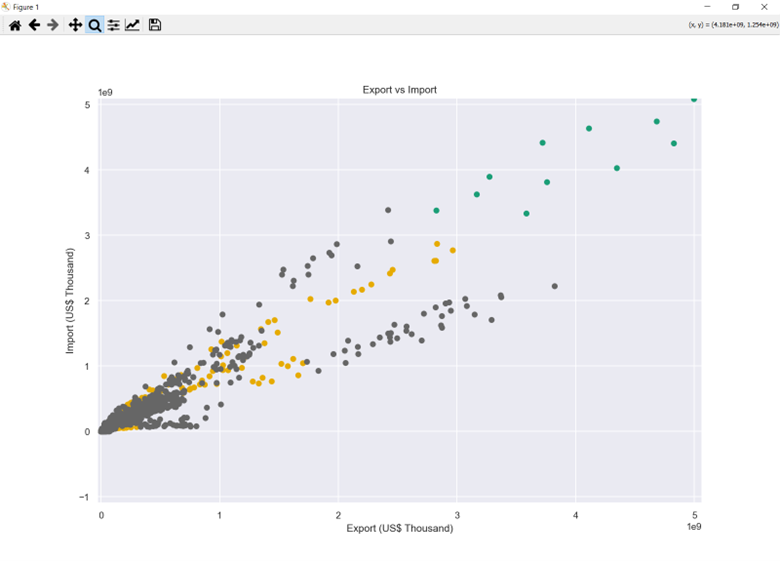 Figure 1
(x, y) = (4.181e+09, 1.254e+09)
1e9
Export vs Import
5
4
3
2
1
0
−1
Import (US$ Thousand)
0 1 2 3 4 5
Export (US$ Thousand)
1e9